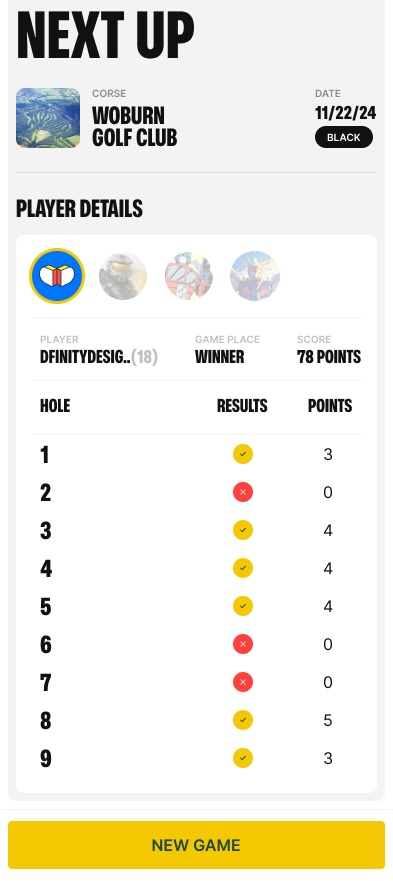 NEXT UP
CORSE
WOBURN
GOLF CLUB
DATE
11/22/24
BLACK
PLAYER DETAILS
PLAYER
DFINITYDESIG..(18)
GAME PLACE
WINNER
SCORE
78 POINTS
HOLE RESULTS POINTS
1 3
2 0
3 4
4 4
5 4
6 0
7 0
8 5
9 3
NEW GAME